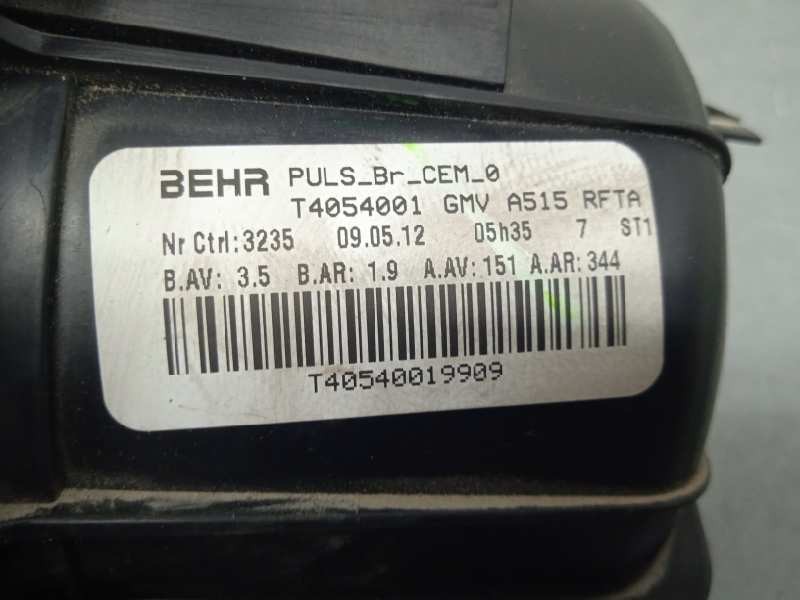 BEHR PULS_Br_CEM_0
T4054001 GMV A515 RFTA
Nr Ctrl:3235 09.05.12 05h35 7 ST1
B.AV: 3.5 B.AR: 1.9 A.AV:151 A.AR:344
T40540019909